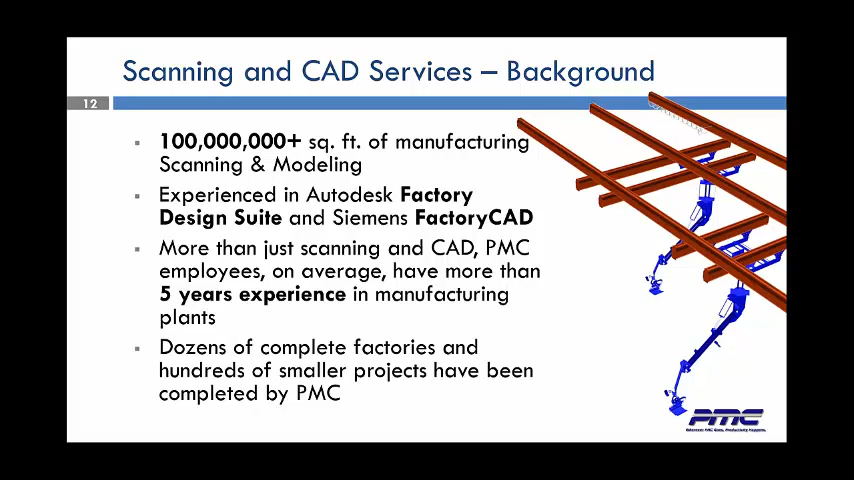 Scanning and CAD Services – Background
12
100,000,000+ sq. ft. of manufacturing
Scanning & Modeling
Experienced in Autodesk Factory
Design Suite and Siemens FactoryCAD
More than just scanning and CAD, PMC
employees, on average, have more than
5 years experience in manufacturing
plants
Dozens of complete factories and
hundreds of smaller projects have been
completed by PMC
PMC